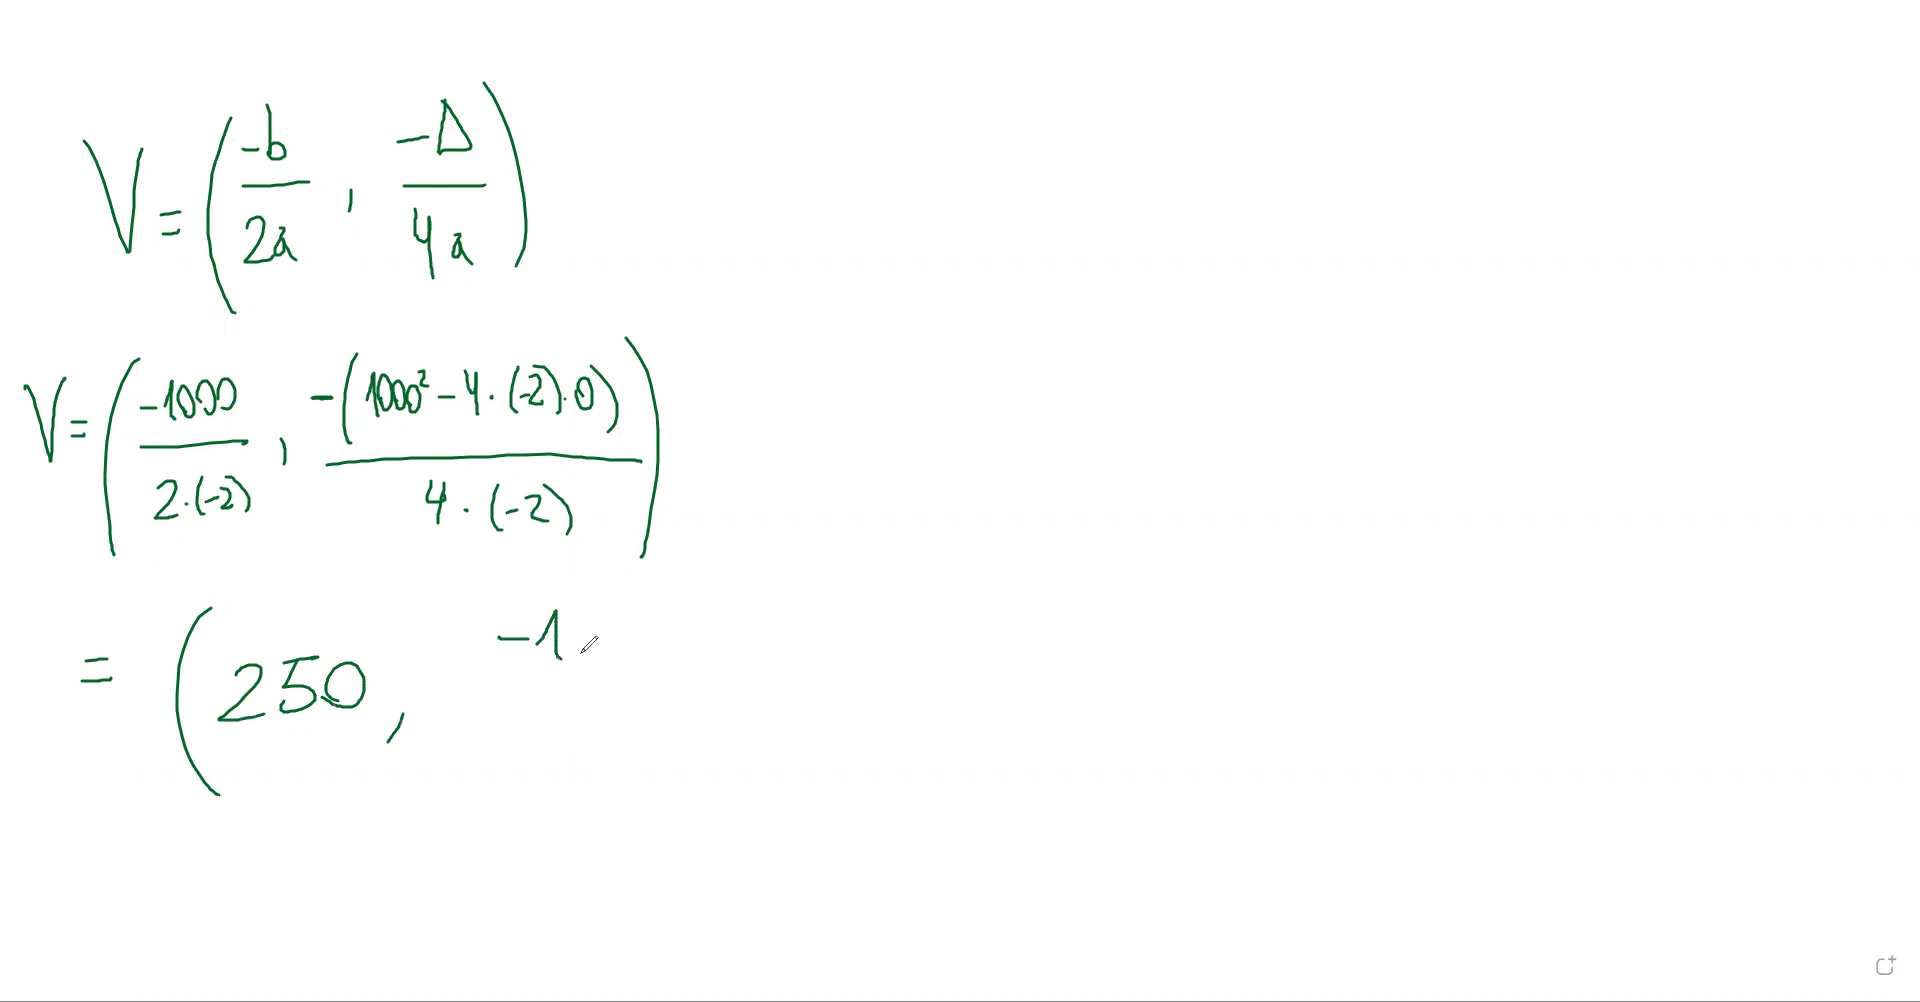 V = (-b/2a , -Δ/4a)
V = (-1000/2·(-2) , -(1000²-4·(-2)·0)/4·(-2))
= (250, -1